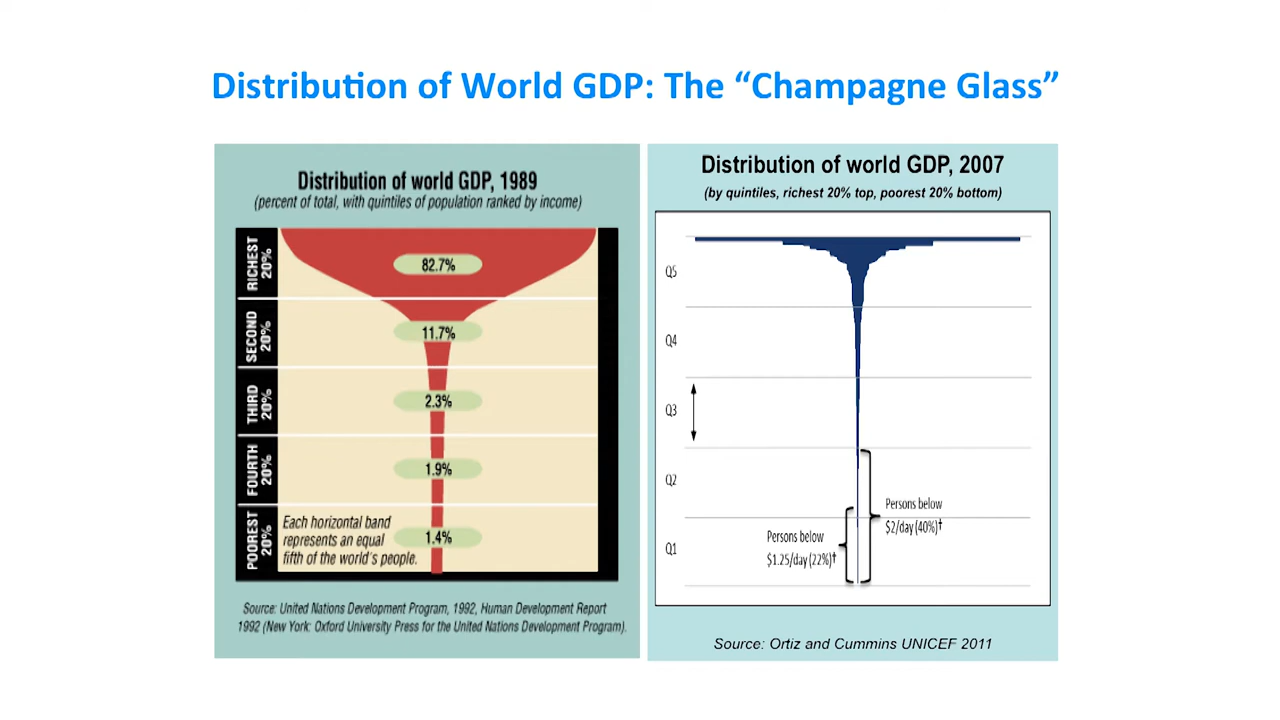 Distribution of World GDP: The “Champagne Glass”
Distribution of world GDP, 1989
(percent of total, with quintiles of population ranked by income)
RICHEST
20%
82.7%
SECOND
20%
11.7%
THIRD
20%
2.3%
FOURTH
20%
1.9%
POOREST
20%
1.4%
Each horizontal band
represents an equal
fifth of the world's people.
Source: United Nations Development Program, 1992, Human Development Report
1992 (New York: Oxford University Press for the United Nations Development Program).
Distribution of world GDP, 2007
(by quintiles, richest 20% top, poorest 20% bottom)
Q5
Q4
Q3
Q2
Q1
Persons below
$2/day (40%)†
Persons below
$1.25/day (22%)†
Source: Ortiz and Cummins UNICEF 2011